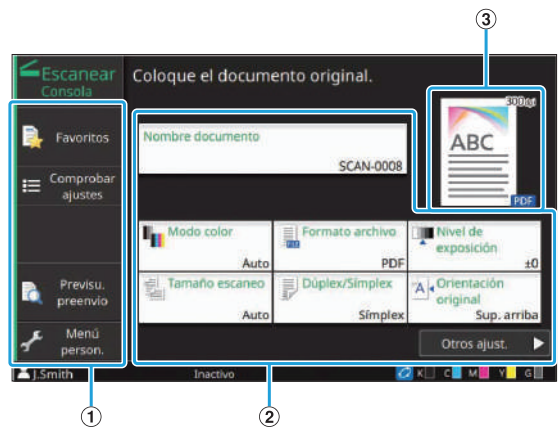 ③
Escanear
Consola
Coloque el documento original.
300dpi
ABC
PDF
Favoritos
Comprobar
ajustes
Previsu.
preenvío
Menú
person.
Nombre documento
SCAN-0008
Modo color
Auto
Formato archivo
PDF
Nivel de
exposición
±0
Tamaño escaneo
Auto
Dúplex/Símplex
Símplex
Orientación
original
Sup. arriba
Otros ajust.
J.Smith
Inactivo
K C M Y G
① ②